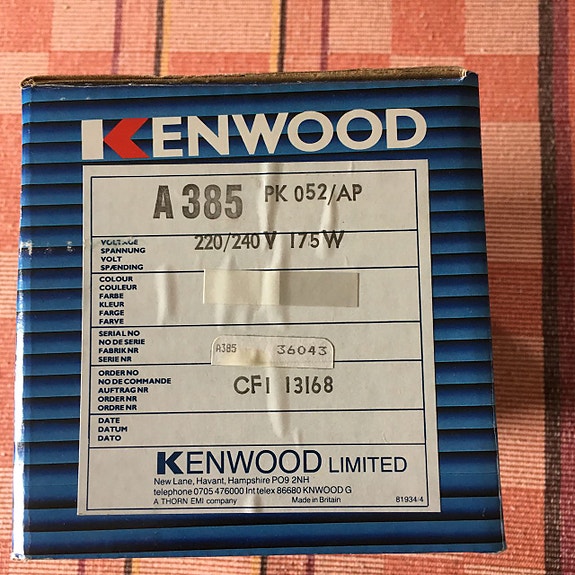 KENWOOD
A 385 PK 052/AP
VOLTAGE
SPANNUNG
VOLT
SPÆNDING
220/240 V 175 W
COLOUR
COULEUR
FARBE
KLEUR
FARGE
FARVE
SERIAL NO
NO DE SERIE
FABRIK NR
SERIE NR
A385 36043
ORDER NO
NO DE COMMANDE
AUFTRAG NR
ORDER NR
ORDRE NR
CF1 13168
DATE
DATUM
DATO
KENWOOD LIMITED
New Lane, Havant, Hampshire PO9 2NH
telephone 0705 476000 Int telex 86680 KNWOOD G
A THORN EMI company Made in Britain 81934/4